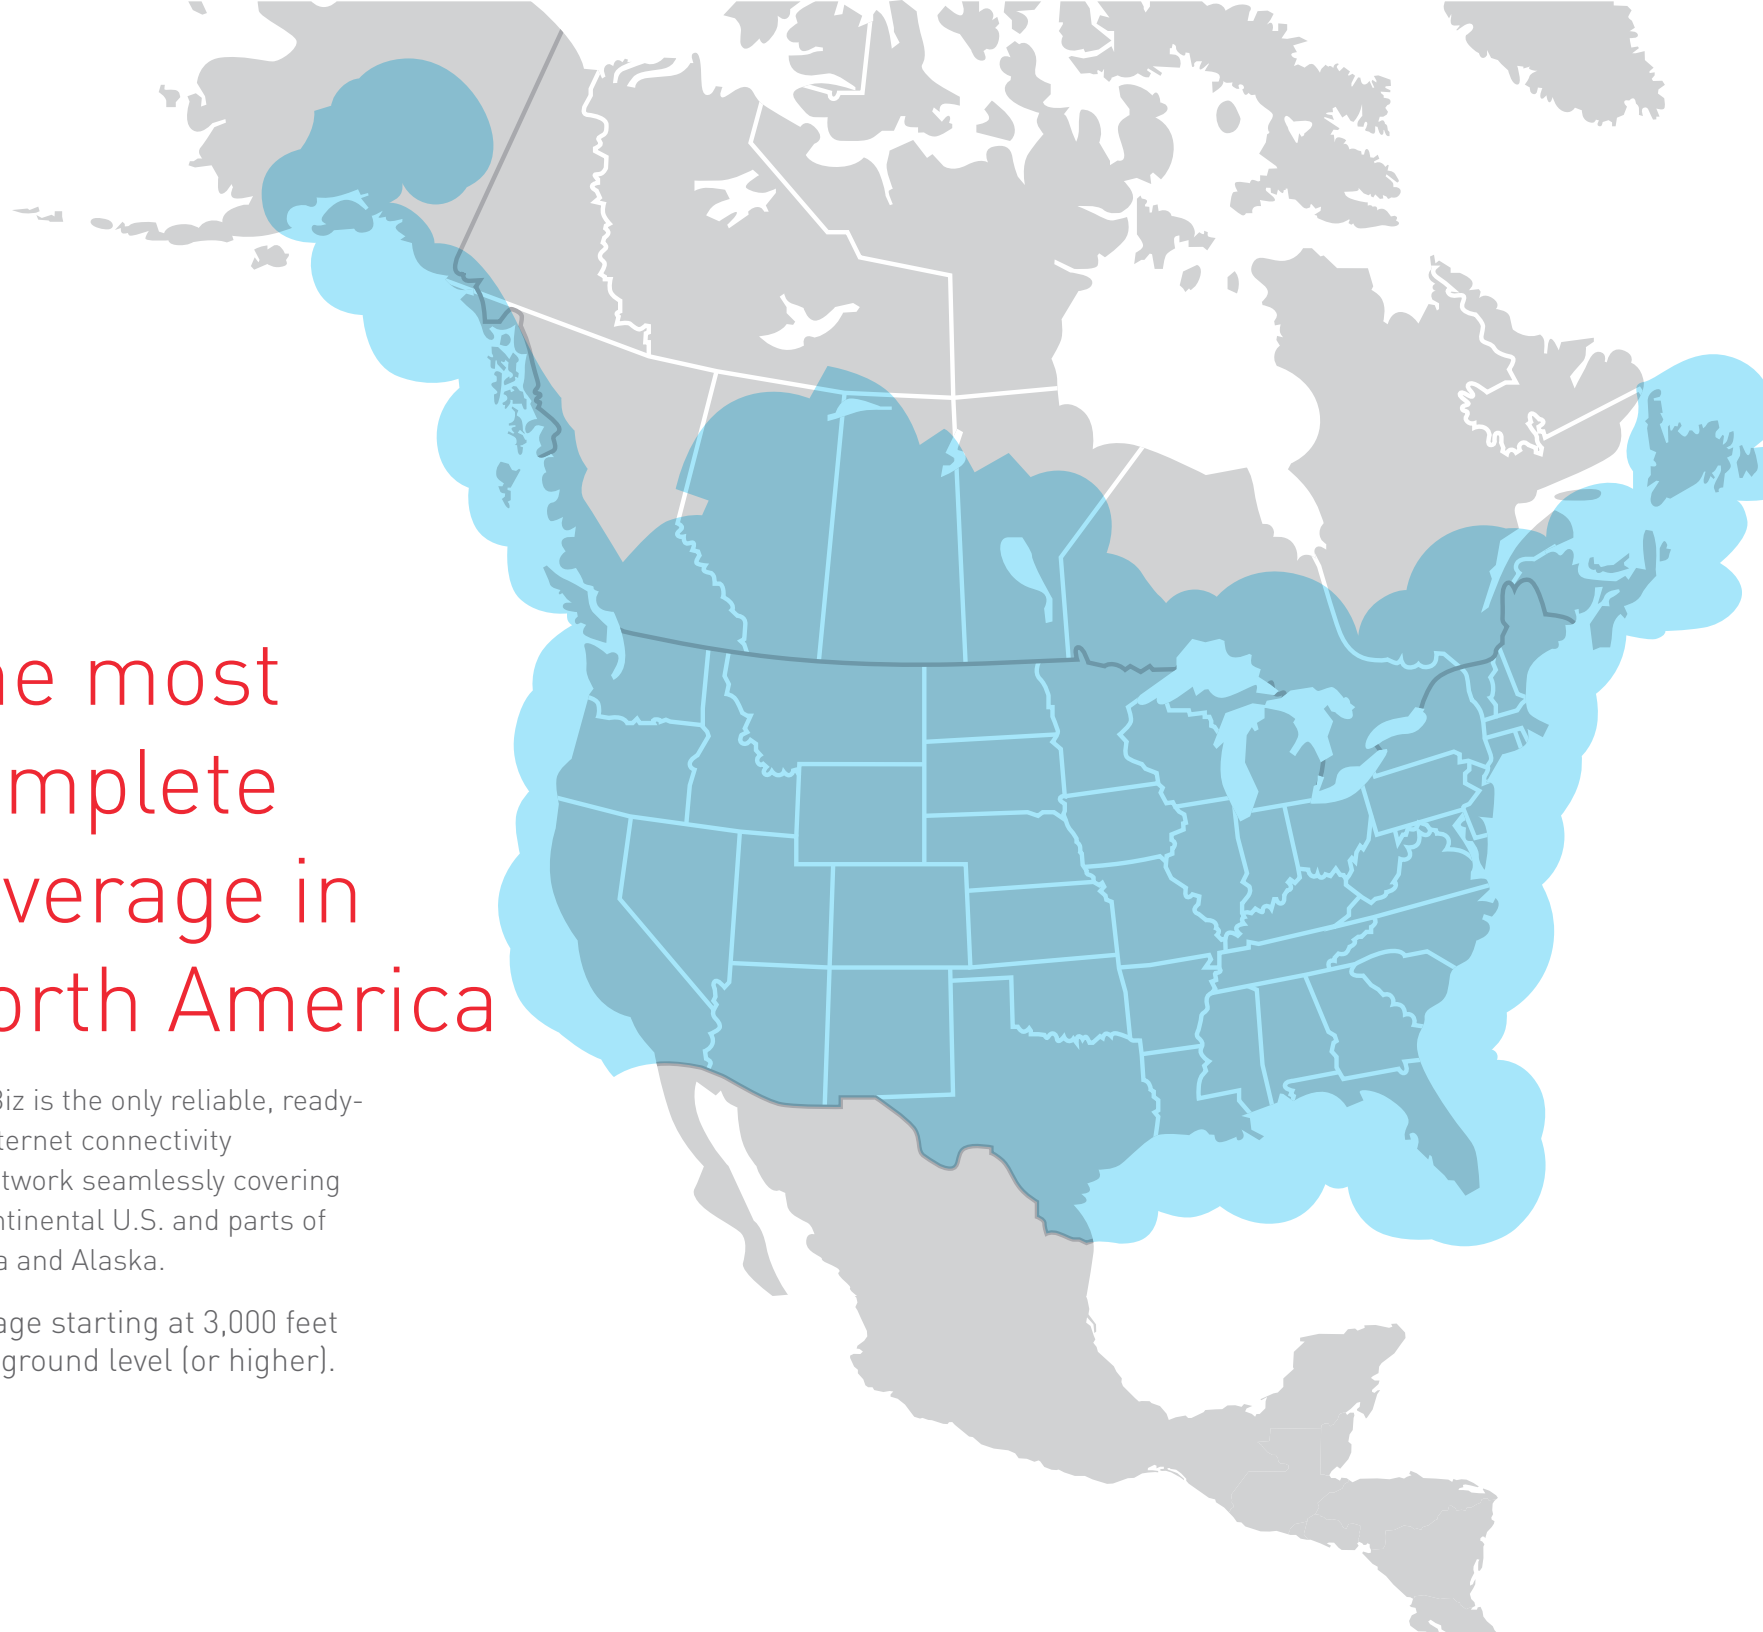 ne most
mplete
verage in
orth America
Biz is the only reliable, ready-
ternet connectivity
twork seamlessly covering
ntinental U.S. and parts of
a and Alaska.
age starting at 3,000 feet
ground level (or higher).